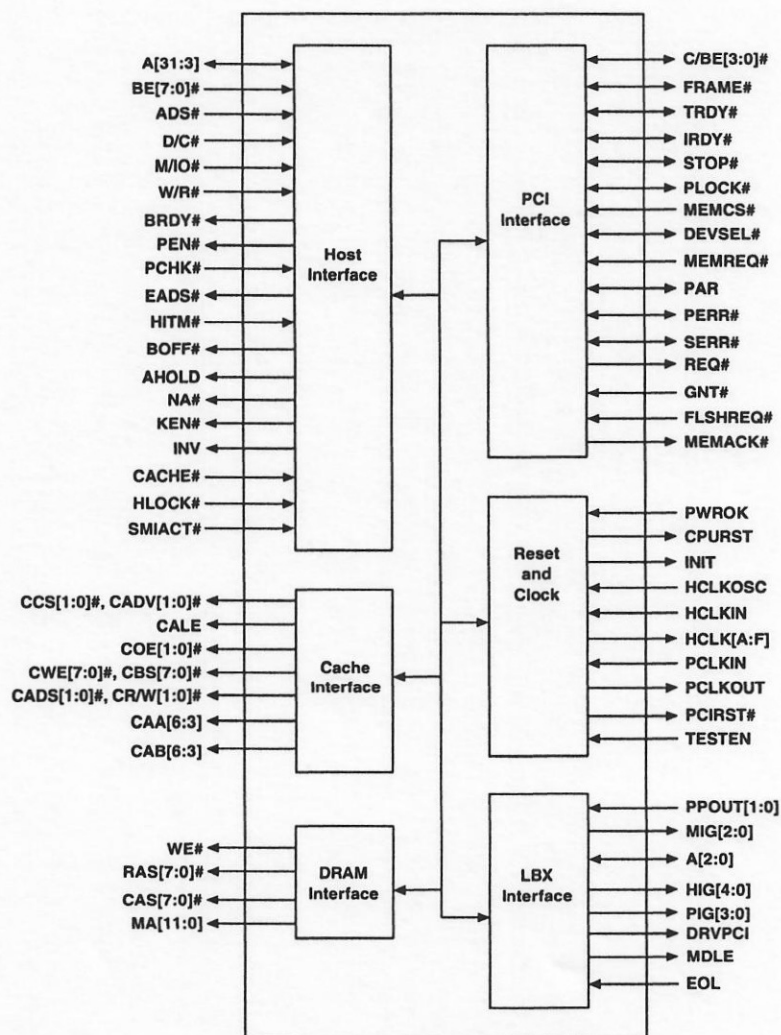 A[31:3]
BE[7:0]#
ADS#
D/C#
M/IO#
W/R#
BRDY#
PEN#
PCHK#
EADS#
HITM#
BOFF#
AHOLD
NA#
KEN#
INV
CACHE#
HLOCK#
SMIACT#
Host
Interface
CCS[1:0]#, CADV[1:0]#
CALE
COE[1:0]#
CWE[7:0]#, CBS[7:0]#
CADS[1:0]#, CR/W[1:0]#
CAA[6:3]
CAB[6:3]
Cache
Interface
WE#
RAS[7:0]#
CAS[7:0]#
MA[11:0]
DRAM
Interface
PCI
Interface
C/BE[3:0]#
FRAME#
TRDY#
IRDY#
STOP#
PLOCK#
MEMCS#
DEVSEL#
MEMREQ#
PAR
PERR#
SERR#
REQ#
GNT#
FLSHREQ#
MEMACK#
Reset
and
Clock
PWROK
CPURST
INIT
HCLKOSC
HCLKIN
HCLK[A:F]
PCLKIN
PCLKOUT
PCIRST#
TESTEN
LBX
Interface
PPOUT[1:0]
MIG[2:0]
A[2:0]
HIG[4:0]
PIG[3:0]
DRVPCI
MDLE
EOL